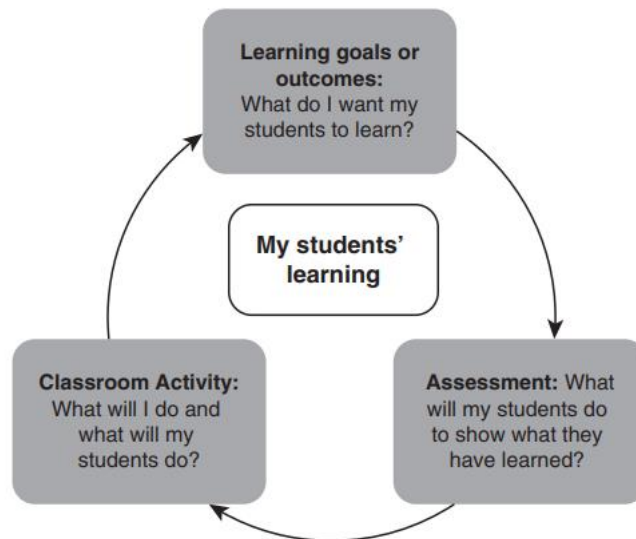 Learning goals or
outcomes:
What do I want my
students to learn?
My students’
learning
Classroom Activity:
What will I do and
what will my
students do?
Assessment: What
will my students do
to show what they
have learned?